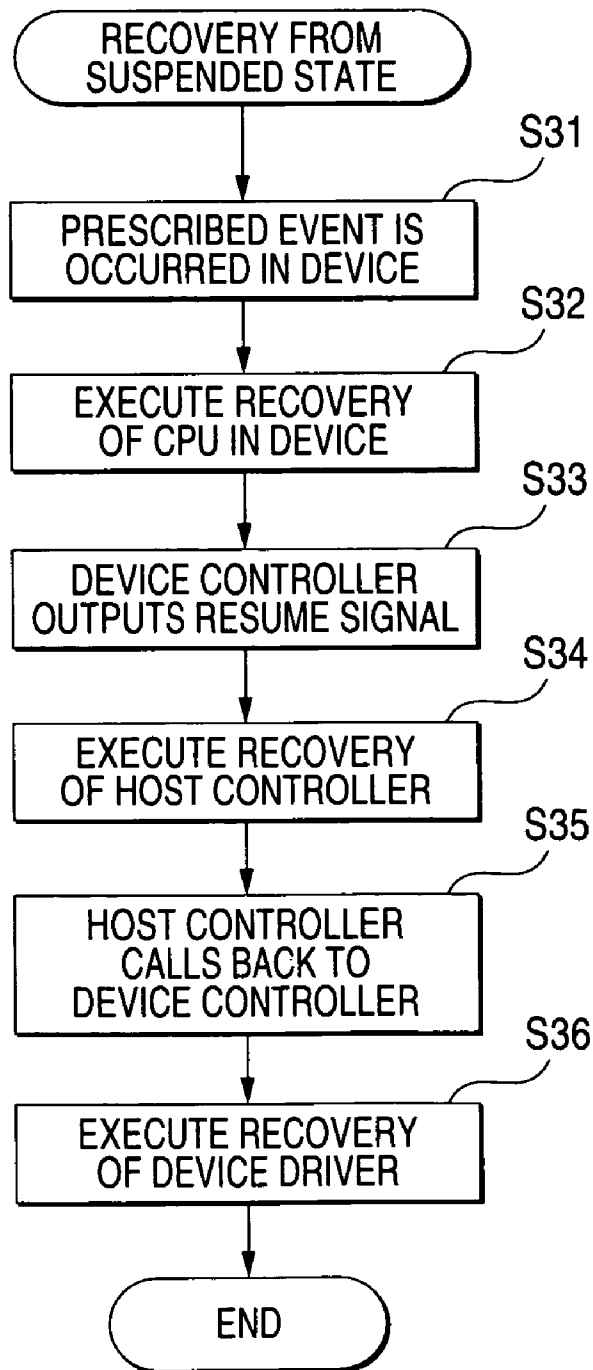 RECOVERY FROM
SUSPENDED STATE
S31
PRESCRIBED EVENT IS
OCCURRED IN DEVICE
S32
EXECUTE RECOVERY
OF CPU IN DEVICE
S33
DEVICE CONTROLLER
OUTPUTS RESUME SIGNAL
S34
EXECUTE RECOVERY
OF HOST CONTROLLER
S35
HOST CONTROLLER
CALLS BACK TO
DEVICE CONTROLLER
S36
EXECUTE RECOVERY
OF DEVICE DRIVER
END